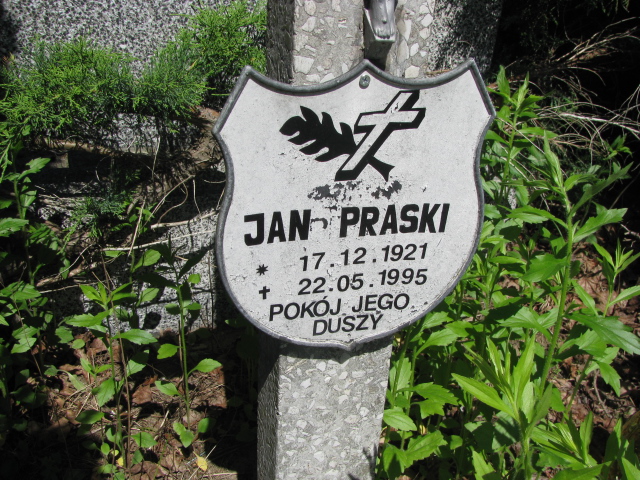 JAN PRASKI
* 17.12.1921
✝ 22.05.1995
POKÓJ JEGO
DUSZY